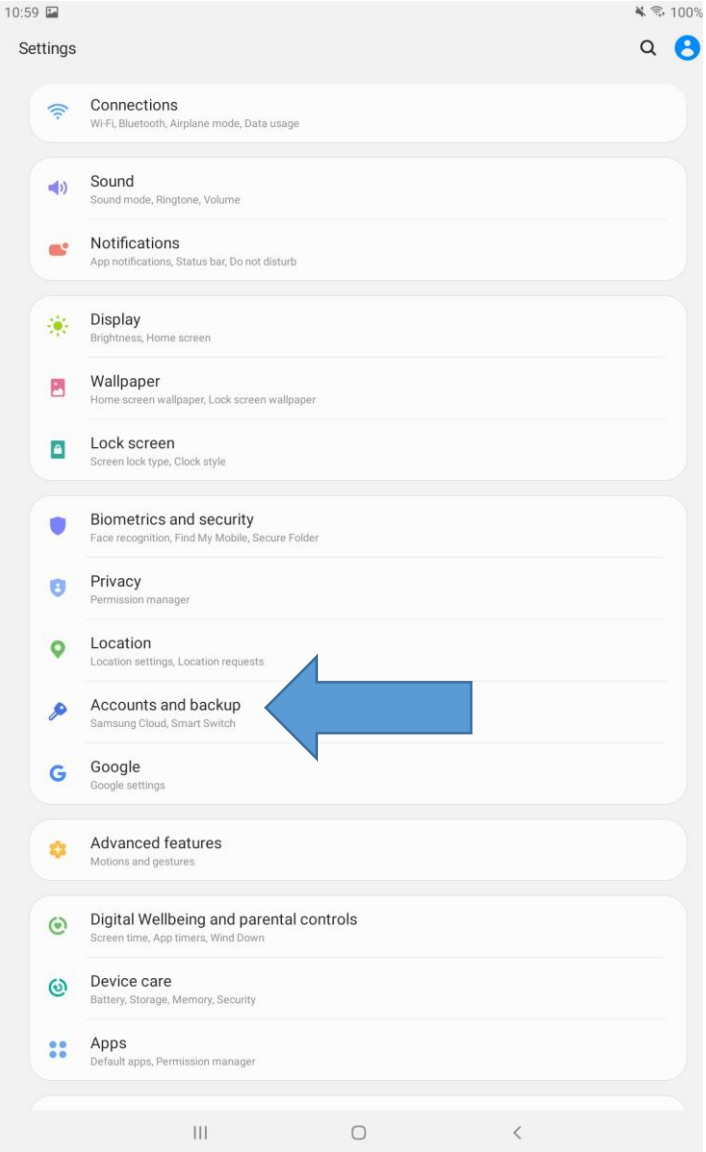 10:59 100%
Settings
Connections
Wi-Fi, Bluetooth, Airplane mode, Data usage
Sound
Sound mode, Ringtone, Volume
Notifications
App notifications, Status bar, Do not disturb
Display
Brightness, Home screen
Wallpaper
Home screen wallpaper, Lock screen wallpaper
Lock screen
Screen lock type, Clock style
Biometrics and security
Face recognition, Find My Mobile, Secure Folder
Privacy
Permission manager
Location
Location settings, Location requests
Accounts and backup
Samsung Cloud, Smart Switch
Google
Google settings
Advanced features
Motions and gestures
Digital Wellbeing and parental controls
Screen time, App timers, Wind Down
Device care
Battery, Storage, Memory, Security
Apps
Default apps, Permission manager